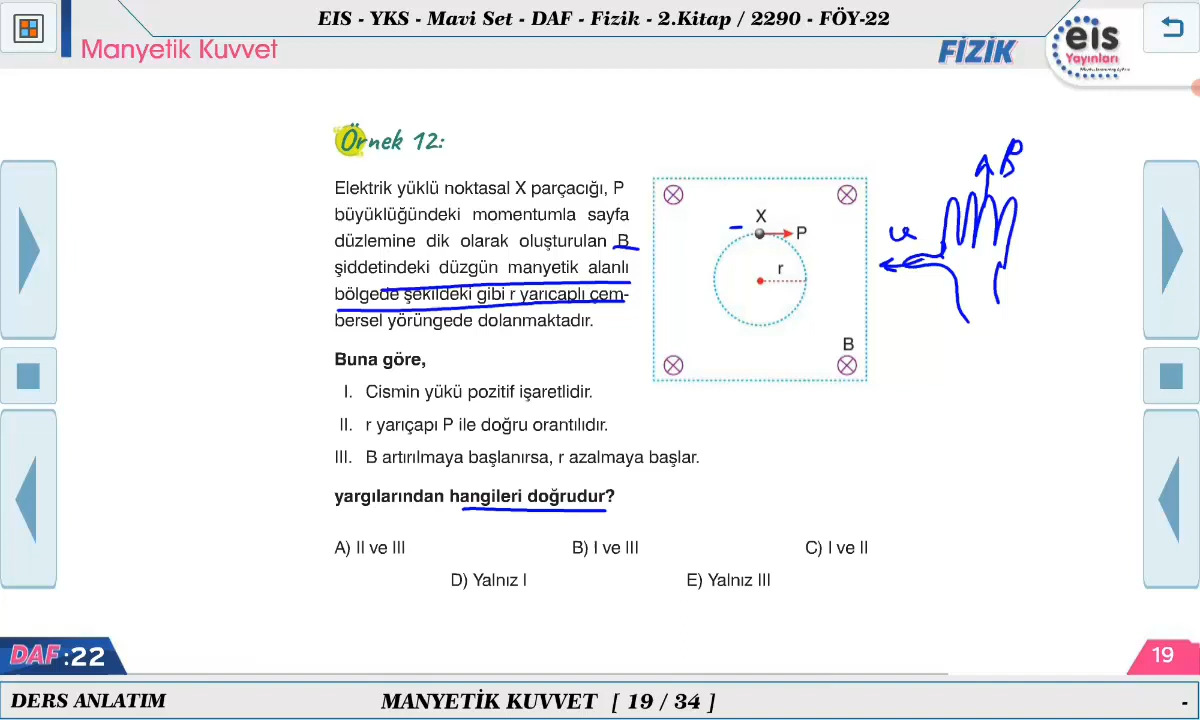 EIS - YKS - Mavi Set - DAF - Fizik - 2.Kitap / 2290 - FÖY-22
Manyetik Kuvvet
FİZİK
eis
Yayınları
Örnek 12:
Elektrik yüklü noktasal X parçacığı, P
büyüklüğündeki momentumla sayfa
düzlemine dik olarak oluşturulan B
şiddetindeki düzgün manyetik alanlı
bölgede şekildeki gibi r yarıçaplı çem-
bersel yörüngede dolanmaktadır.
X
P
r
B
B
Buna göre,
I. Cismin yükü pozitif işaretlidir.
II. r yarıçapı P ile doğru orantılıdır.
III. B artırılmaya başlanırsa, r azalmaya başlar.
yargılarından hangileri doğrudur?
A) II ve III B) I ve III C) I ve II
D) Yalnız I E) Yalnız III
DAF:22
19
DERS ANLATIM MANYETİK KUVVET [ 19 / 34 ] -